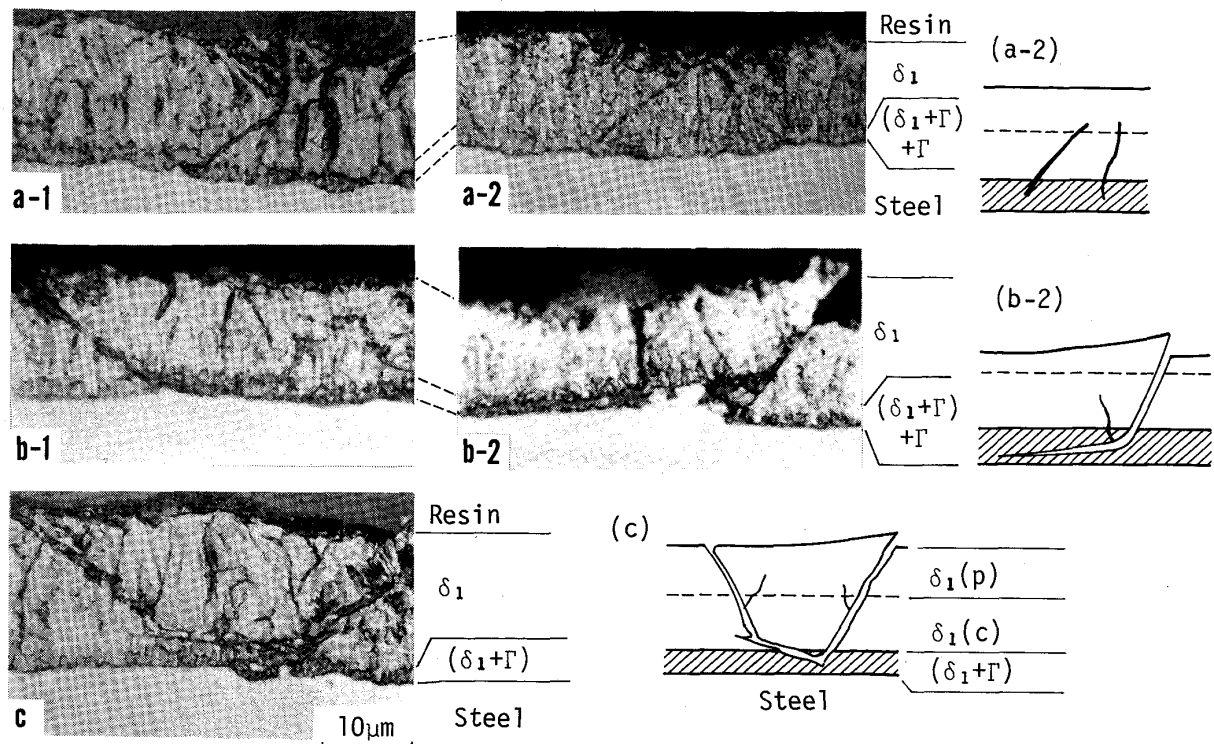 a-1
a-2
Resin
δ₁
(δ₁+Γ)
+Γ
Steel
(a-2)
b-1
b-2
δ₁
(δ₁+Γ)
+Γ
(b-2)
c
Resin
δ₁
(δ₁+Γ)
Steel
10μm
(c)
δ₁(p)
δ₁(c)
(δ₁+Γ)
Steel